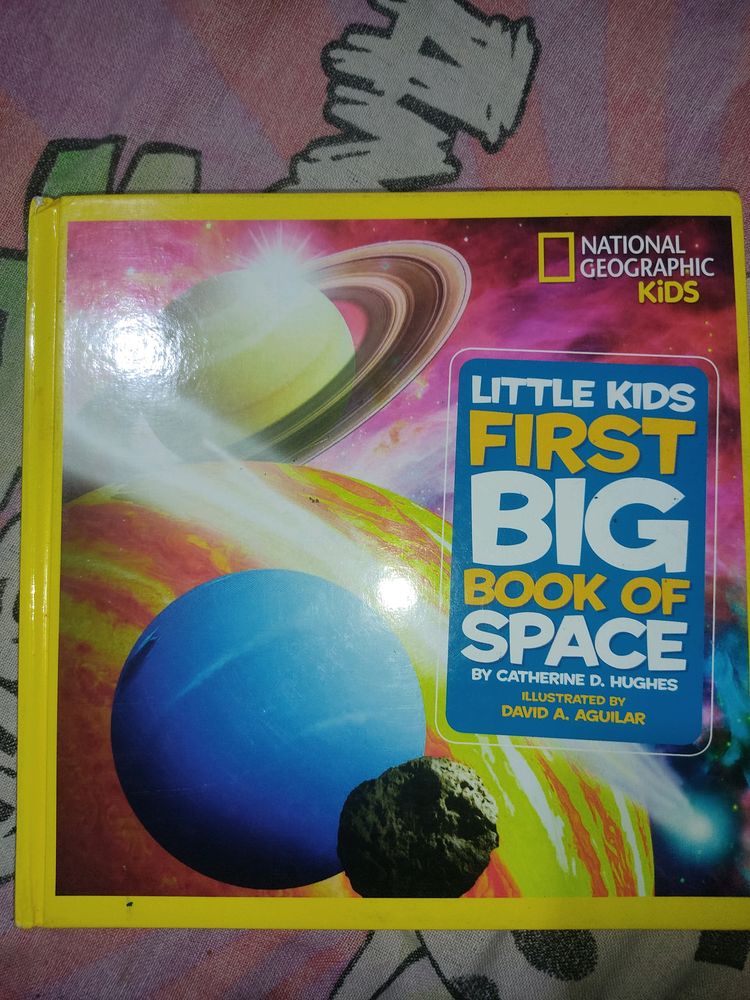 NATIONAL
GEOGRAPHIC
KiDS
LITTLE KIDS
FIRST
BIG
BOOK OF
SPACE
BY CATHERINE D. HUGHES
ILLUSTRATED BY
DAVID A. AGUILAR